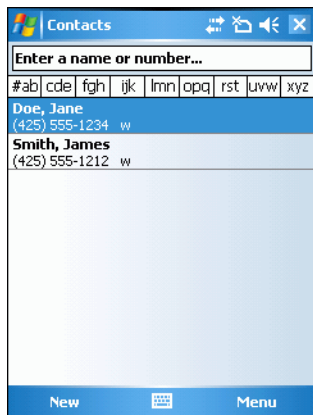 Contacts
Enter a name or number...
#ab cde fgh ijk lmn opq rst uvw xyz
Doe, Jane
(425) 555-1234 w
Smith, James
(425) 555-1212 w
New Menu